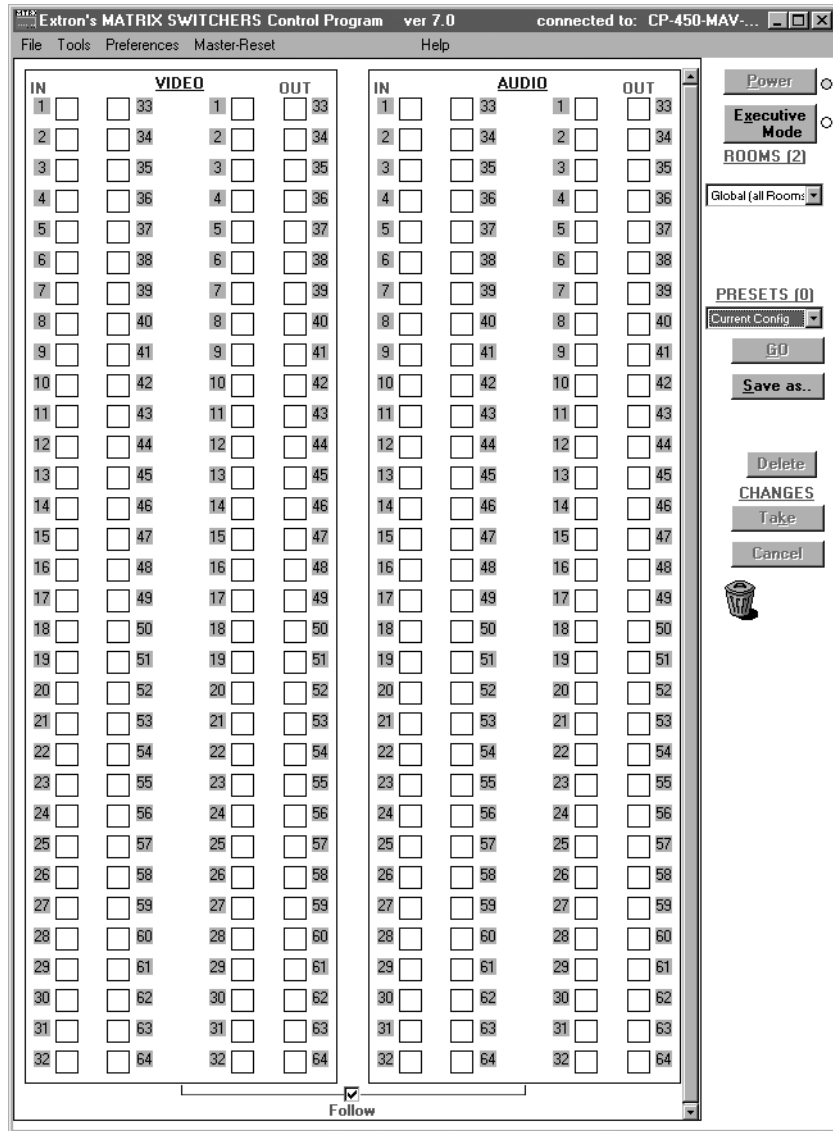 MTRX Extron's MATRIX SWITCHERS Control Program ver 7.0 connected to: CP-450-MAV-...
File Tools Preferences Master-Reset Help
VIDEO AUDIO
IN OUT IN OUT
1 33 1 33 1 33 1 33
2 34 2 34 2 34 2 34
3 35 3 35 3 35 3 35
4 36 4 36 4 36 4 36
5 37 5 37 5 37 5 37
6 38 6 38 6 38 6 38
7 39 7 39 7 39 7 39
8 40 8 40 8 40 8 40
9 41 9 41 9 41 9 41
10 42 10 42 10 42 10 42
11 43 11 43 11 43 11 43
12 44 12 44 12 44 12 44
13 45 13 45 13 45 13 45
14 46 14 46 14 46 14 46
15 47 15 47 15 47 15 47
16 48 16 48 16 48 16 48
17 49 17 49 17 49 17 49
18 50 18 50 18 50 18 50
19 51 19 51 19 51 19 51
20 52 20 52 20 52 20 52
21 53 21 53 21 53 21 53
22 54 22 54 22 54 22 54
23 55 23 55 23 55 23 55
24 56 24 56 24 56 24 56
25 57 25 57 25 57 25 57
26 58 26 58 26 58 26 58
27 59 27 59 27 59 27 59
28 60 28 60 28 60 28 60
29 61 29 61 29 61 29 61
30 62 30 62 30 62 30 62
31 63 31 63 31 63 31 63
32 64 32 64 32 64 32 64
Follow
Power
Executive
Mode
ROOMS (2)
Global (all Rooms
PRESETS (0)
Current Config
GO
Save as..
Delete
CHANGES
Take
Cancel